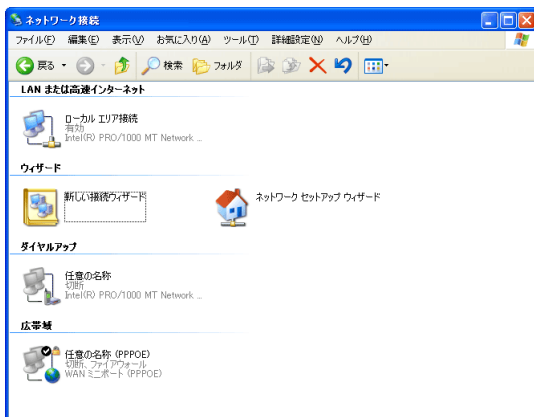 ネットワーク接続
ファイル(F) 編集(E) 表示(V) お気に入り(A) ツール(T) 詳細設定(N) ヘルプ(H)
戻る 検索 フォルダ
LAN または高速インターネット
ローカル エリア接続
有効
Intel(R) PRO/1000 MT Network ...
ウィザード
新しい接続ウィザード
ネットワーク セットアップ ウィザード
ダイヤルアップ
任意の名称
切断
Intel(R) PRO/1000 MT Network ...
広帯域
任意の名称 (PPPOE)
切断、ファイアウォール
WAN ミニポート (PPPOE)